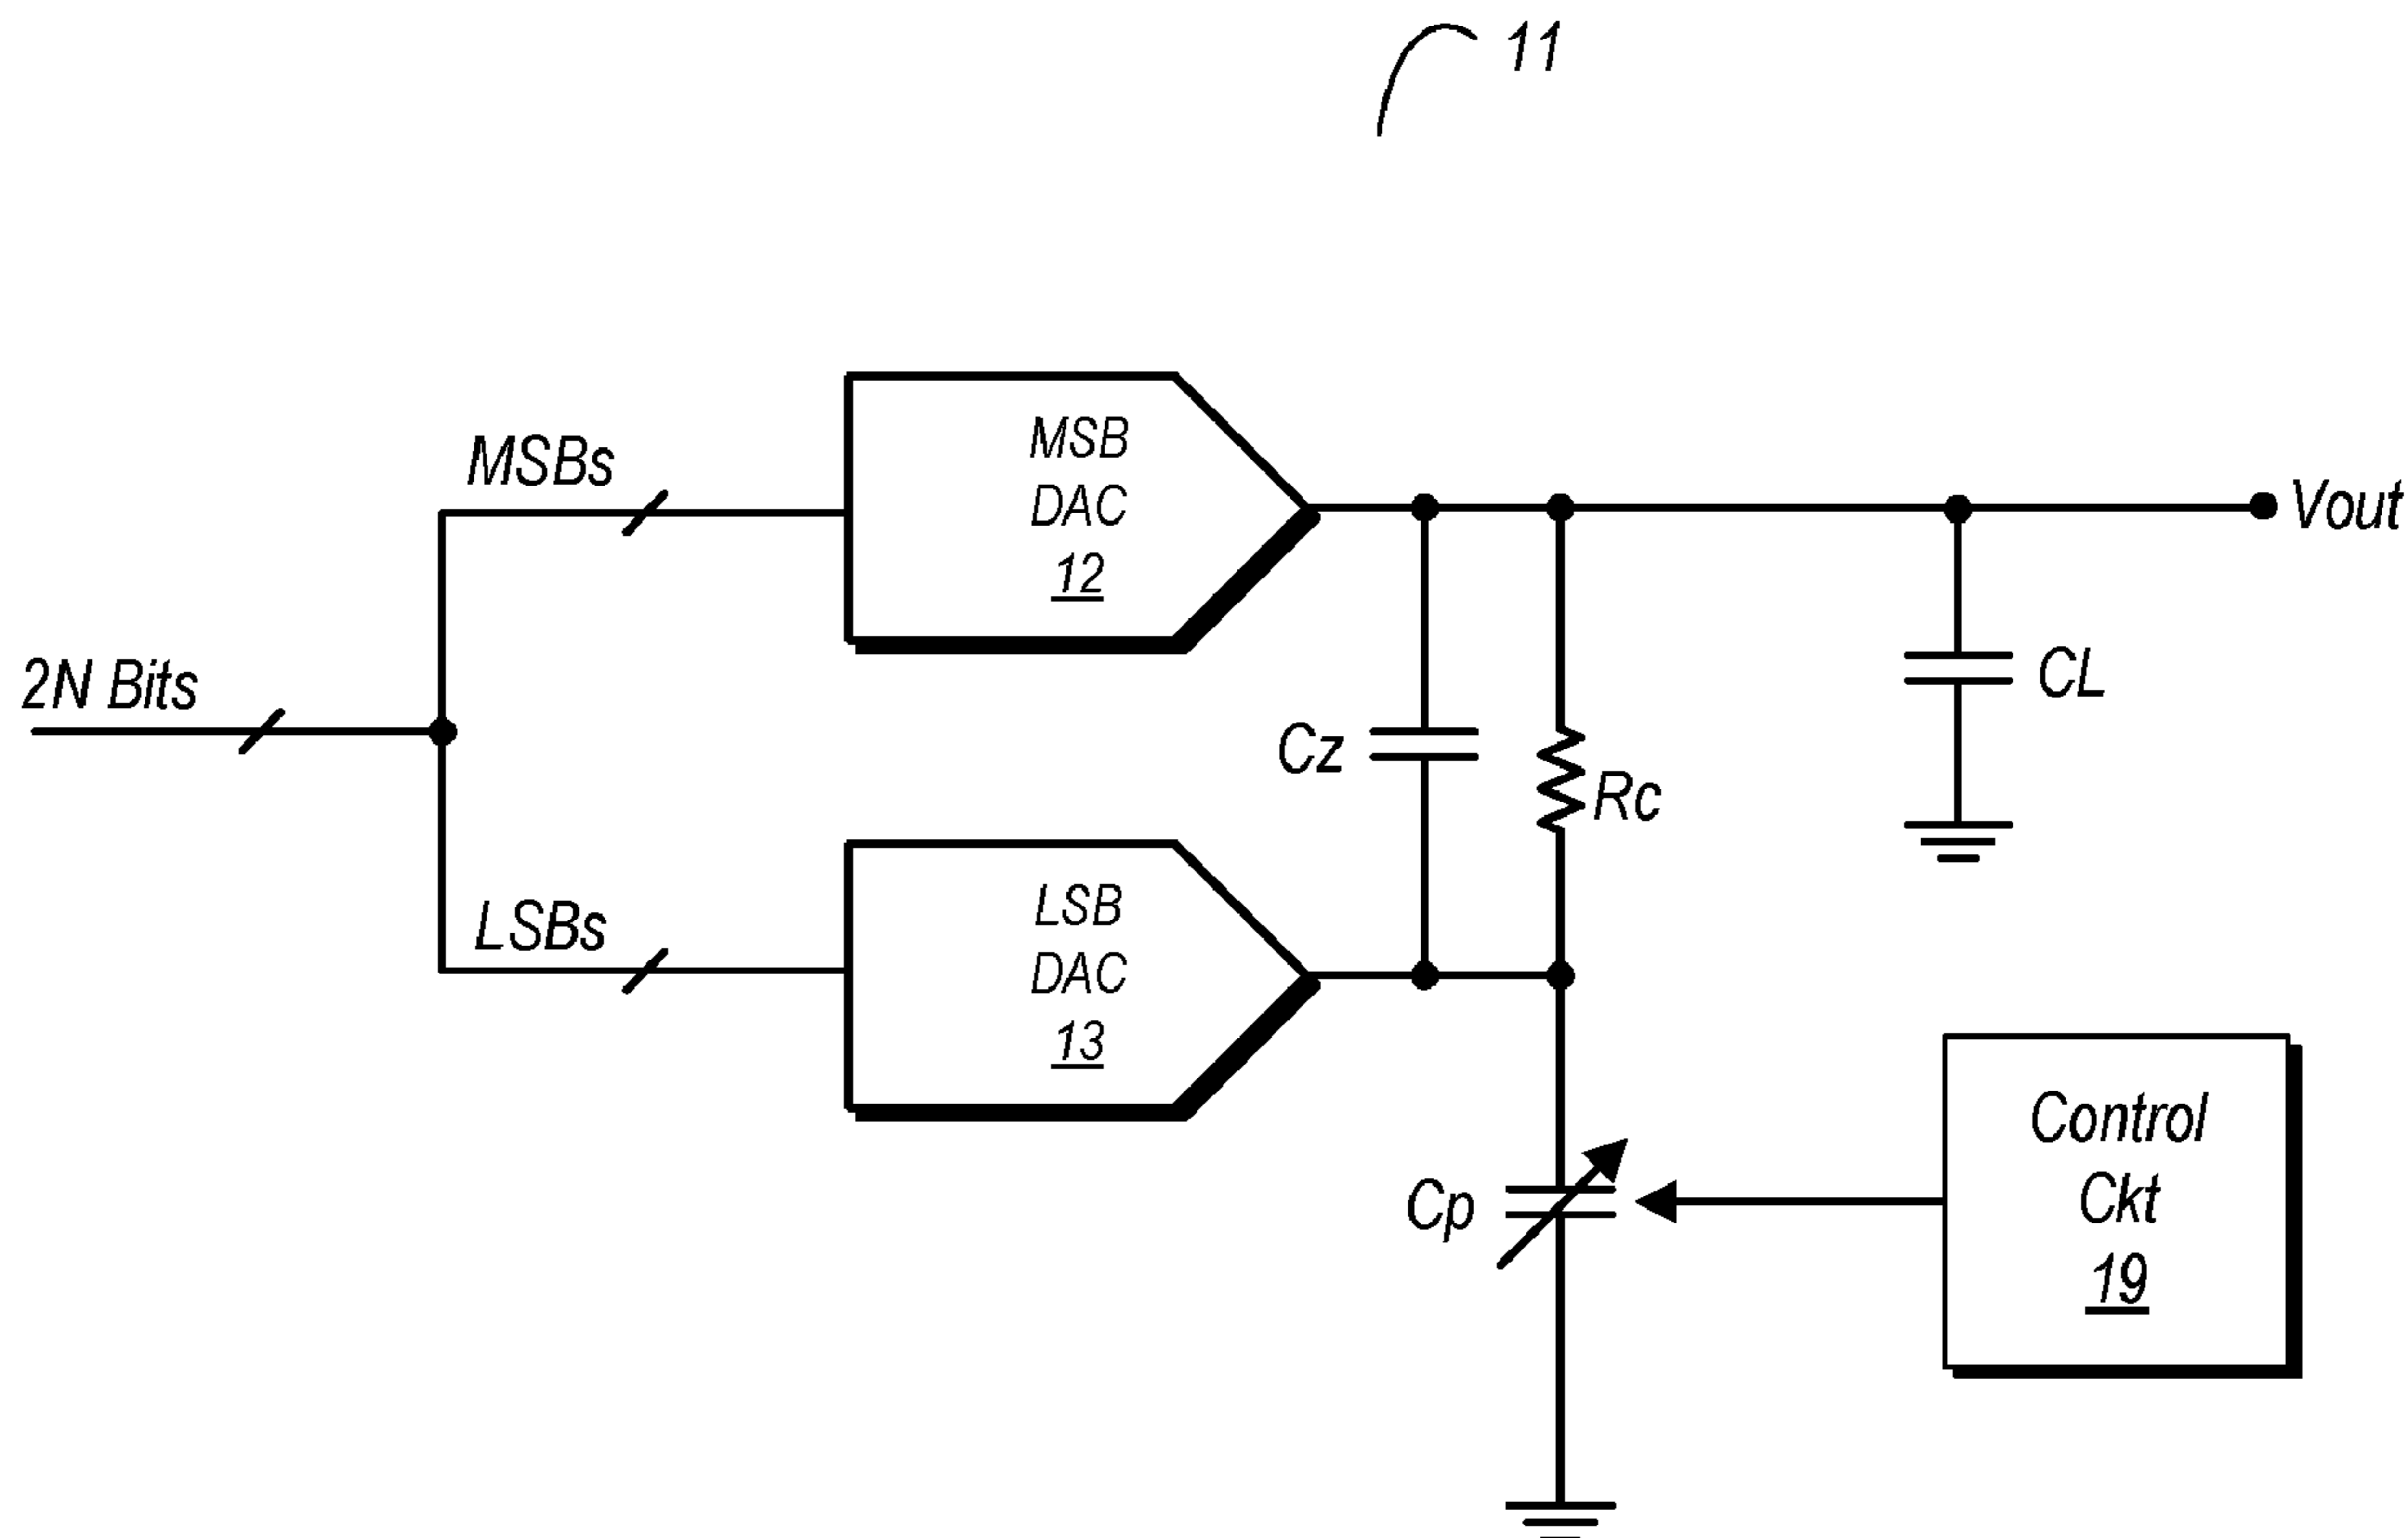 11
MSBs
MSB
DAC
12
Vout
2N Bits
CL
Cz
Rc
LSBs
LSB
DAC
13
Cp
Control
Ckt
19